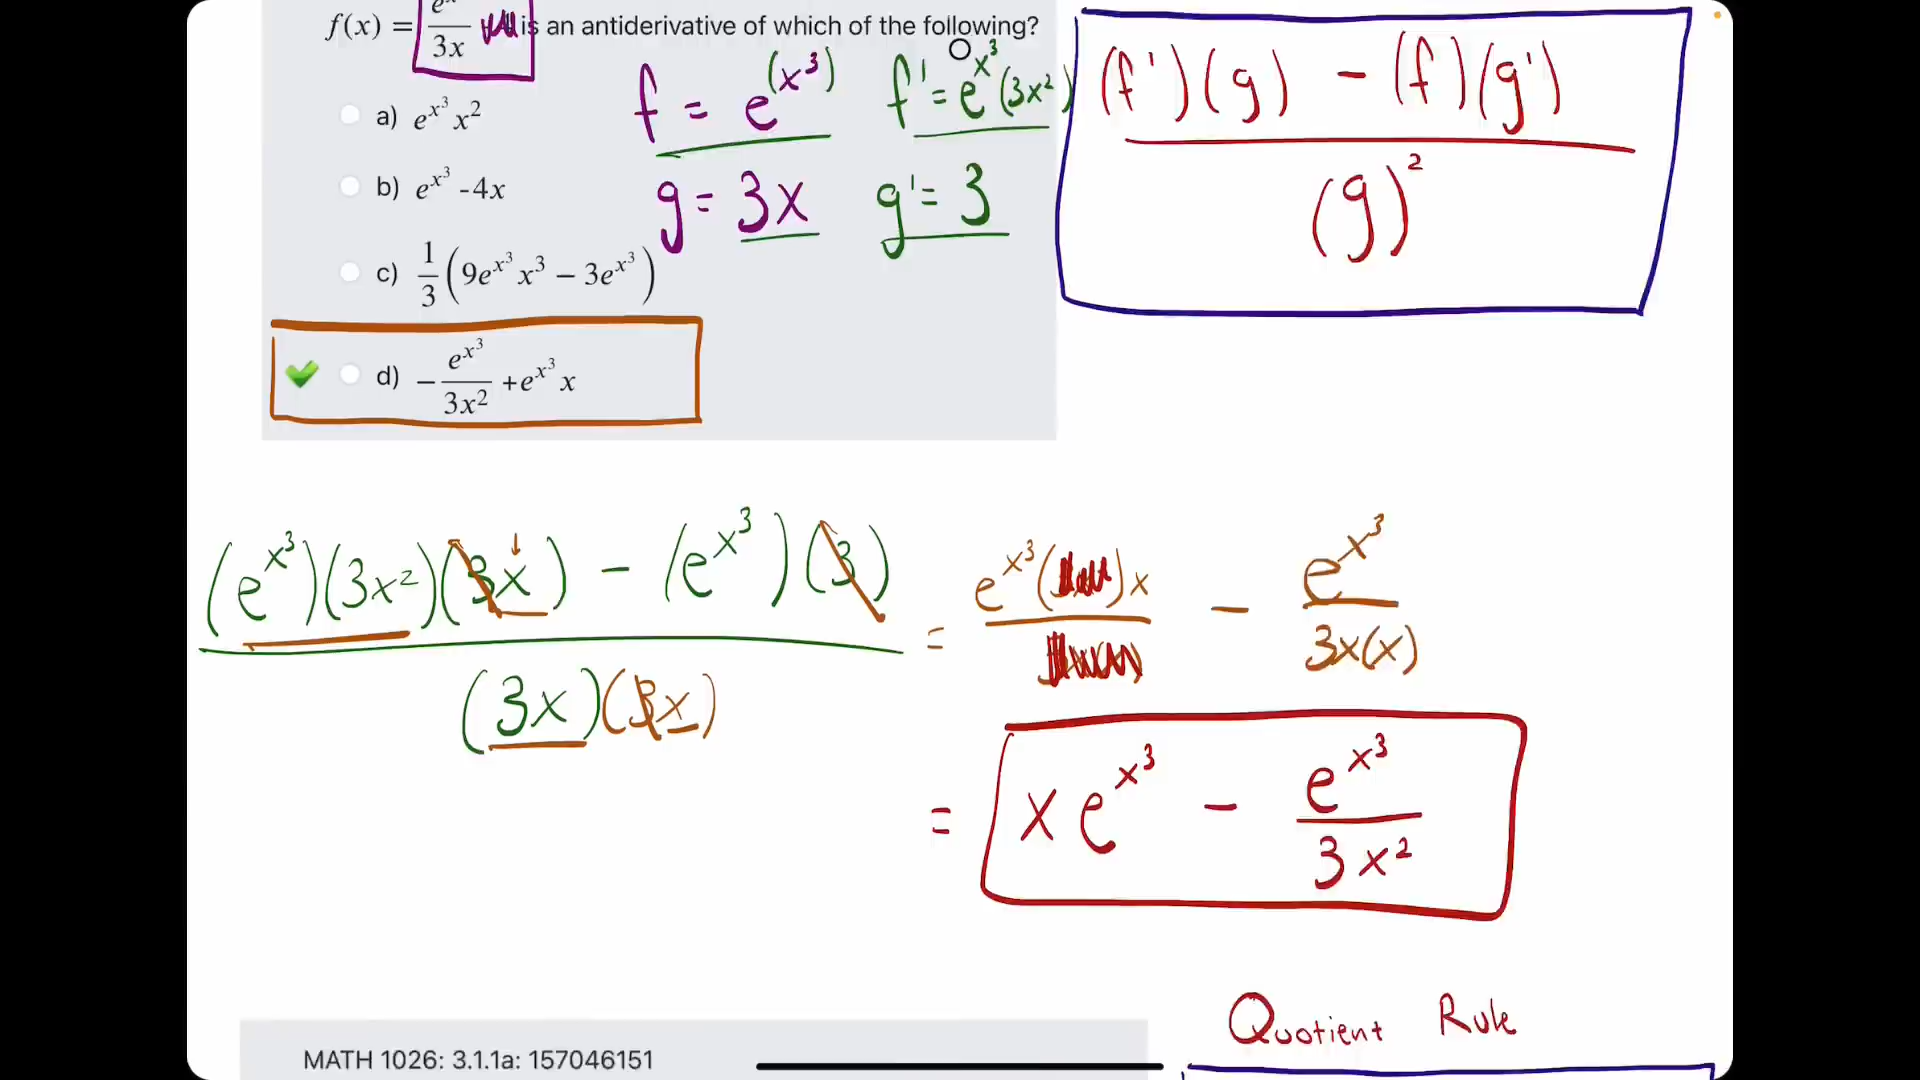 f(x) = e^x / 3x is an antiderivative of which of the following?
a) e^{x^3} x^2
b) e^{x^3} -4x
c) 1/3 (9e^{x^3} x^3 − 3e^{x^3})
d) − e^{x^3} / 3x^2 +e^{x^3} x
f = e^(x^3) f' = e^{x^3} (3x^2)
g = 3x g' = 3
(f')(g) − (f)(g') / (g)^2
(e^{x^3})(3x^2)(3x) − (e^{x^3})(3) / (3x)(3x) = e^{x^3}( )x − e^{x^3} / 3x(x)
= x e^{x^3} − e^{x^3} / 3x^2
Quotient Rule
MATH 1026: 3.1.1a: 157046151